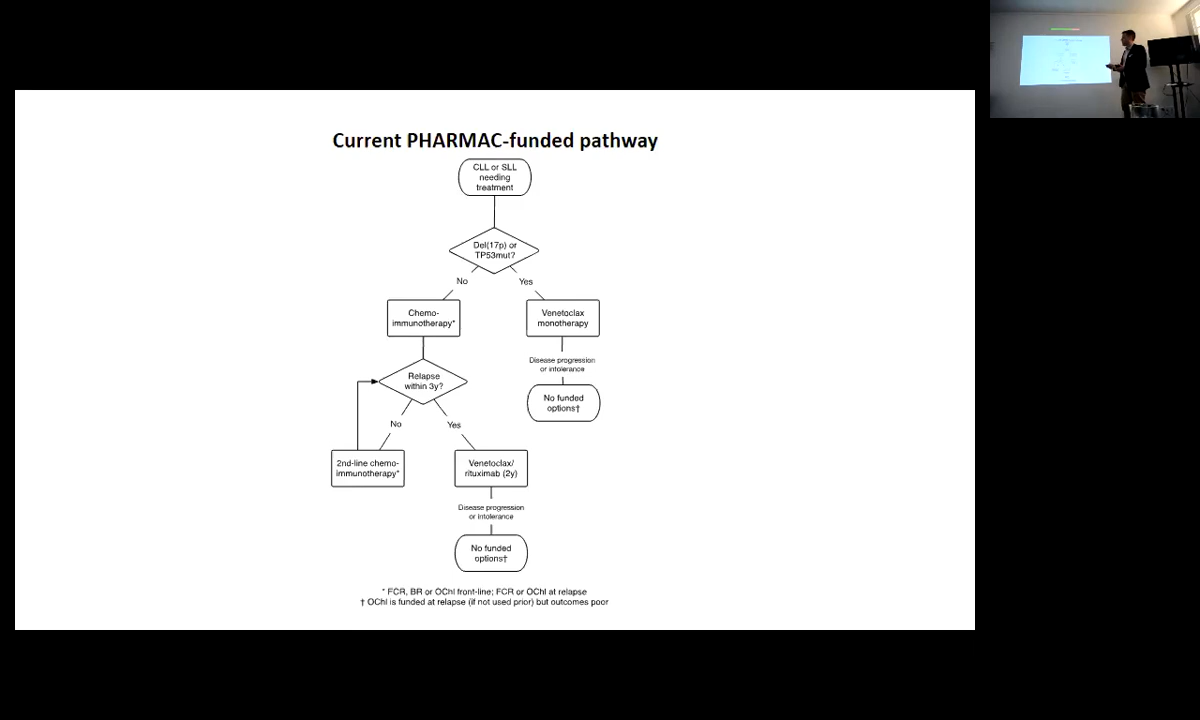 Current PHARMAC-funded pathway
CLL or SLL
needing
treatment
Del(17p) or
TP53mut?
No
Yes
Chemo-
immunotherapy*
Venetoclax
monotherapy
Disease progression
or intolerance
Relapse
within 3y?
No funded
options†
No
Yes
2nd-line chemo-
immunotherapy*
Venetoclax/
rituximab (2y)
Disease progression
or intolerance
No funded
options†
* FCR, BR or OChl front-line; FCR or OChl at relapse
† OChl is funded at relapse (if not used prior) but outcomes poor